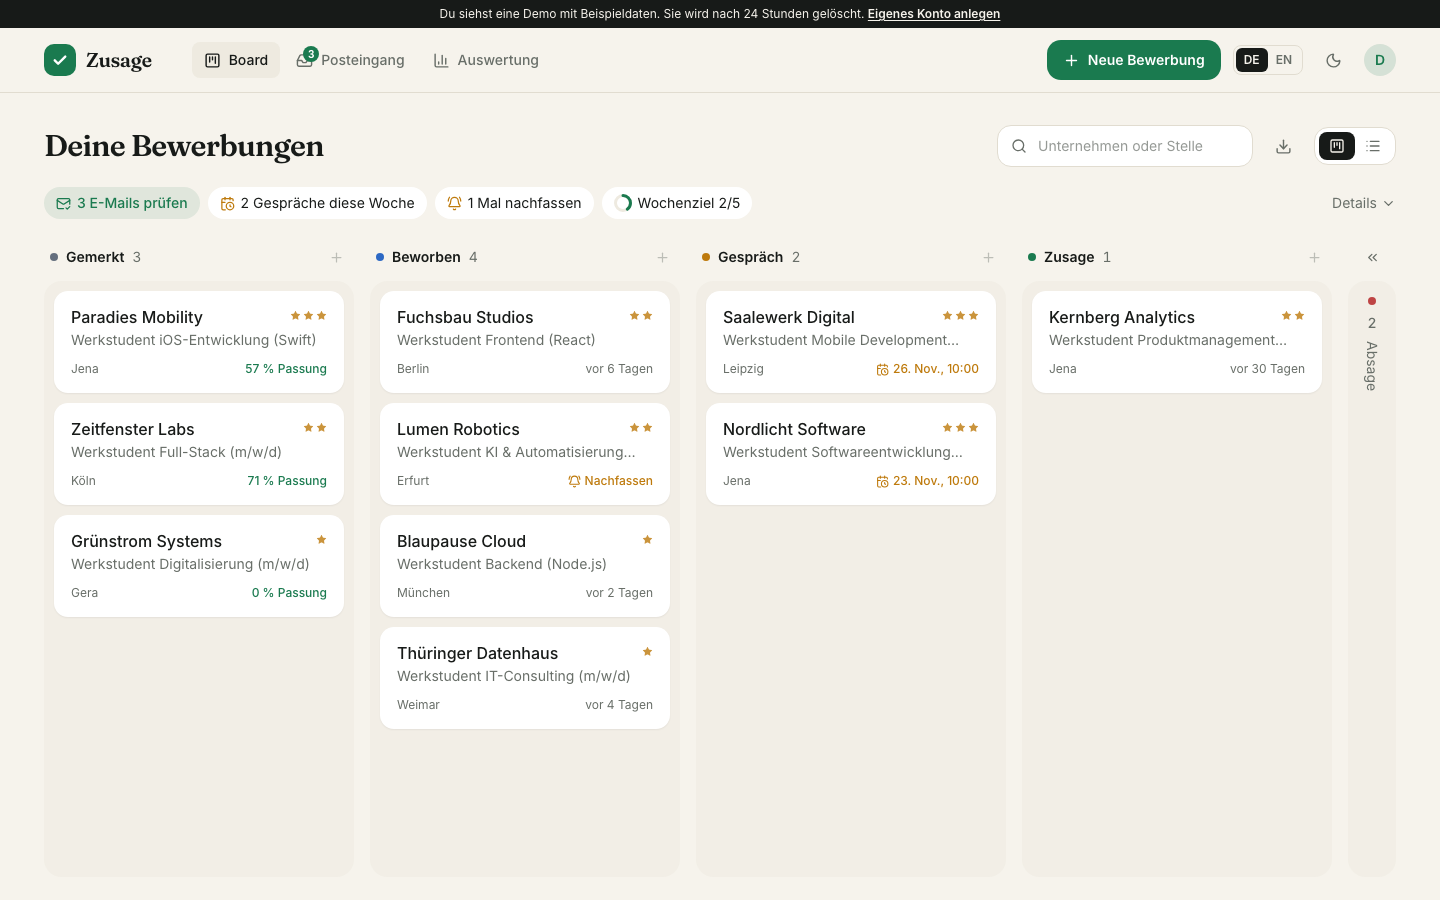 Du siehst eine Demo mit Beispieldaten. Sie wird nach 24 Stunden gelöscht. Eigenes Konto anlegen
Zusage
Board
3
Posteingang
Auswertung
Neue Bewerbung
DE
EN
D
Deine Bewerbungen
Unternehmen oder Stelle
3 E-Mails prüfen
2 Gespräche diese Woche
1 Mal nachfassen
Wochenziel 2/5
Details
Gemerkt 3
Paradies Mobility
Werkstudent iOS-Entwicklung (Swift)
Jena
57 % Passung
Zeitfenster Labs
Werkstudent Full-Stack (m/w/d)
Köln
71 % Passung
Grünstrom Systems
Werkstudent Digitalisierung (m/w/d)
Gera
0 % Passung
Beworben 4
Fuchsbau Studios
Werkstudent Frontend (React)
Berlin
vor 6 Tagen
Lumen Robotics
Werkstudent KI & Automatisierung...
Erfurt
Nachfassen
Blaupause Cloud
Werkstudent Backend (Node.js)
München
vor 2 Tagen
Thüringer Datenhaus
Werkstudent IT-Consulting (m/w/d)
Weimar
vor 4 Tagen
Gespräch 2
Saalewerk Digital
Werkstudent Mobile Development...
Leipzig
26. Nov., 10:00
Nordlicht Software
Werkstudent Softwareentwicklung...
Jena
23. Nov., 10:00
Zusage 1
Kernberg Analytics
Werkstudent Produktmanagement...
Jena
vor 30 Tagen
2
Absage